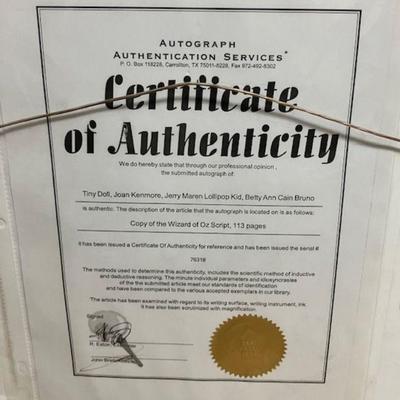 AUTOGRAPH
AUTHENTICATION SERVICES
P. O. Box 118226, Carrollton, TX 75011-8228, Fax 972-492-8302
Certificate
of Authenticity
We do hereby state that through our professional opinion,
the submitted autograph of:
Tiny Doll, Joan Kenmore, Jerry Maren Lollipop Kid, Betty Ann Cain Bruno
is authentic. The description of the article that the autograph is located on is as follows:
Copy of the Wizard of Oz Script, 113 pages
It has been issued a Certificate Of Authenticity for reference and has been issued the serial #
76318
The methods used to determine this authenticity, includes the scientific method of inductive
and deductive reasoning. The minute individual parameters and idiosyncrasies
of the the submitted article meet our standards of identification
and have been compared to the various accepted exemplars in our library.
The article has been examined with regard to its writing surface, writing instrument, ink
It has also been scrutinized with magnification.
Signed
R. Eaton
John